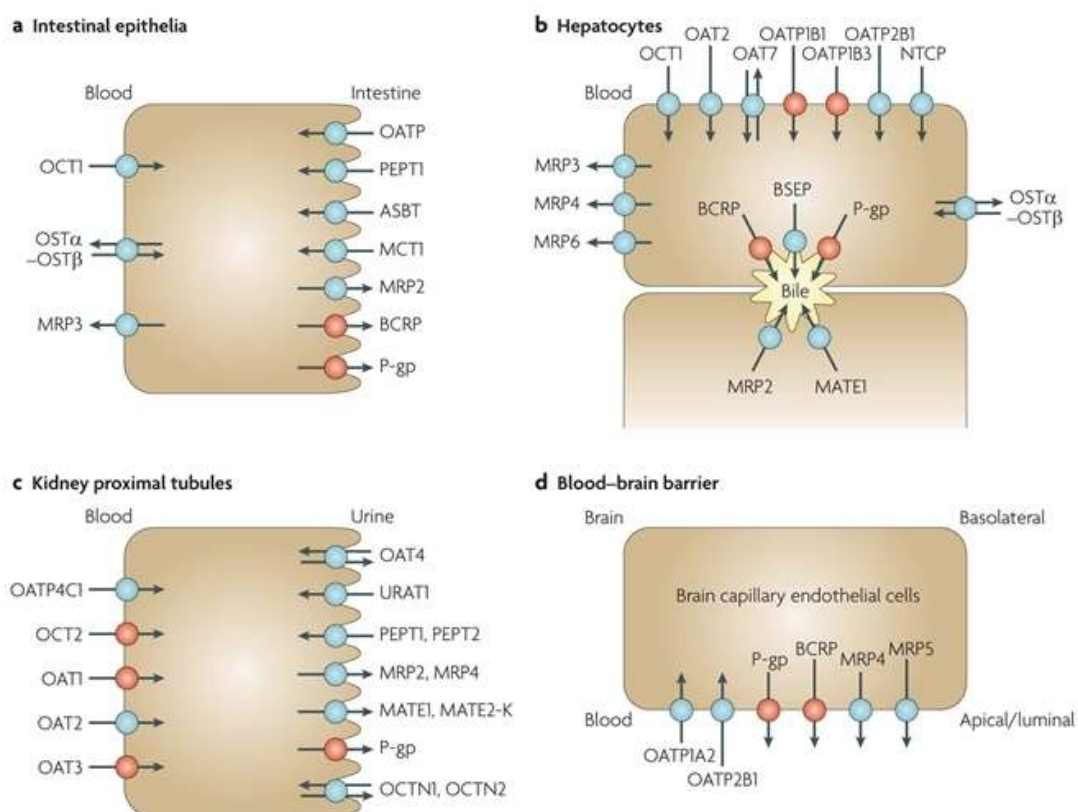 a Intestinal epithelia
Blood
Intestine
OCT1
OSTα
–OSTβ
MRP3
OATP
PEPT1
ASBT
MCT1
MRP2
BCRP
P-gp
b Hepatocytes
Blood
OCT1
OAT2
OAT7
OATP1B1
OATP1B3
OATP2B1
NTCP
MRP3
MRP4
MRP6
BCRP
BSEP
P-gp
OSTα
–OSTβ
Bile
MRP2
MATE1
c Kidney proximal tubules
Blood
Urine
OATP4C1
OCT2
OAT1
OAT2
OAT3
OAT4
URAT1
PEPT1, PEPT2
MRP2, MRP4
MATE1, MATE2-K
P-gp
OCTN1, OCTN2
d Blood–brain barrier
Brain
Basolateral
Brain capillary endothelial cells
P-gp
BCRP
MRP4
MRP5
Blood
Apical/luminal
OATP1A2
OATP2B1